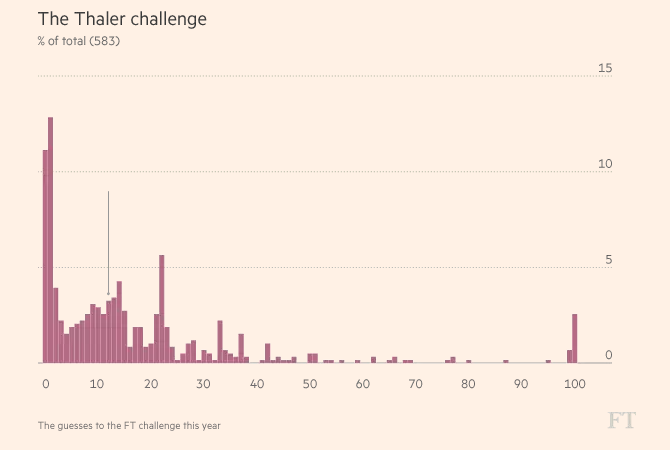 The Thaler challenge
% of total (583)
15
10
5
0
0 10 20 30 40 50 60 70 80 90 100
The guesses to the FT challenge this year
FT